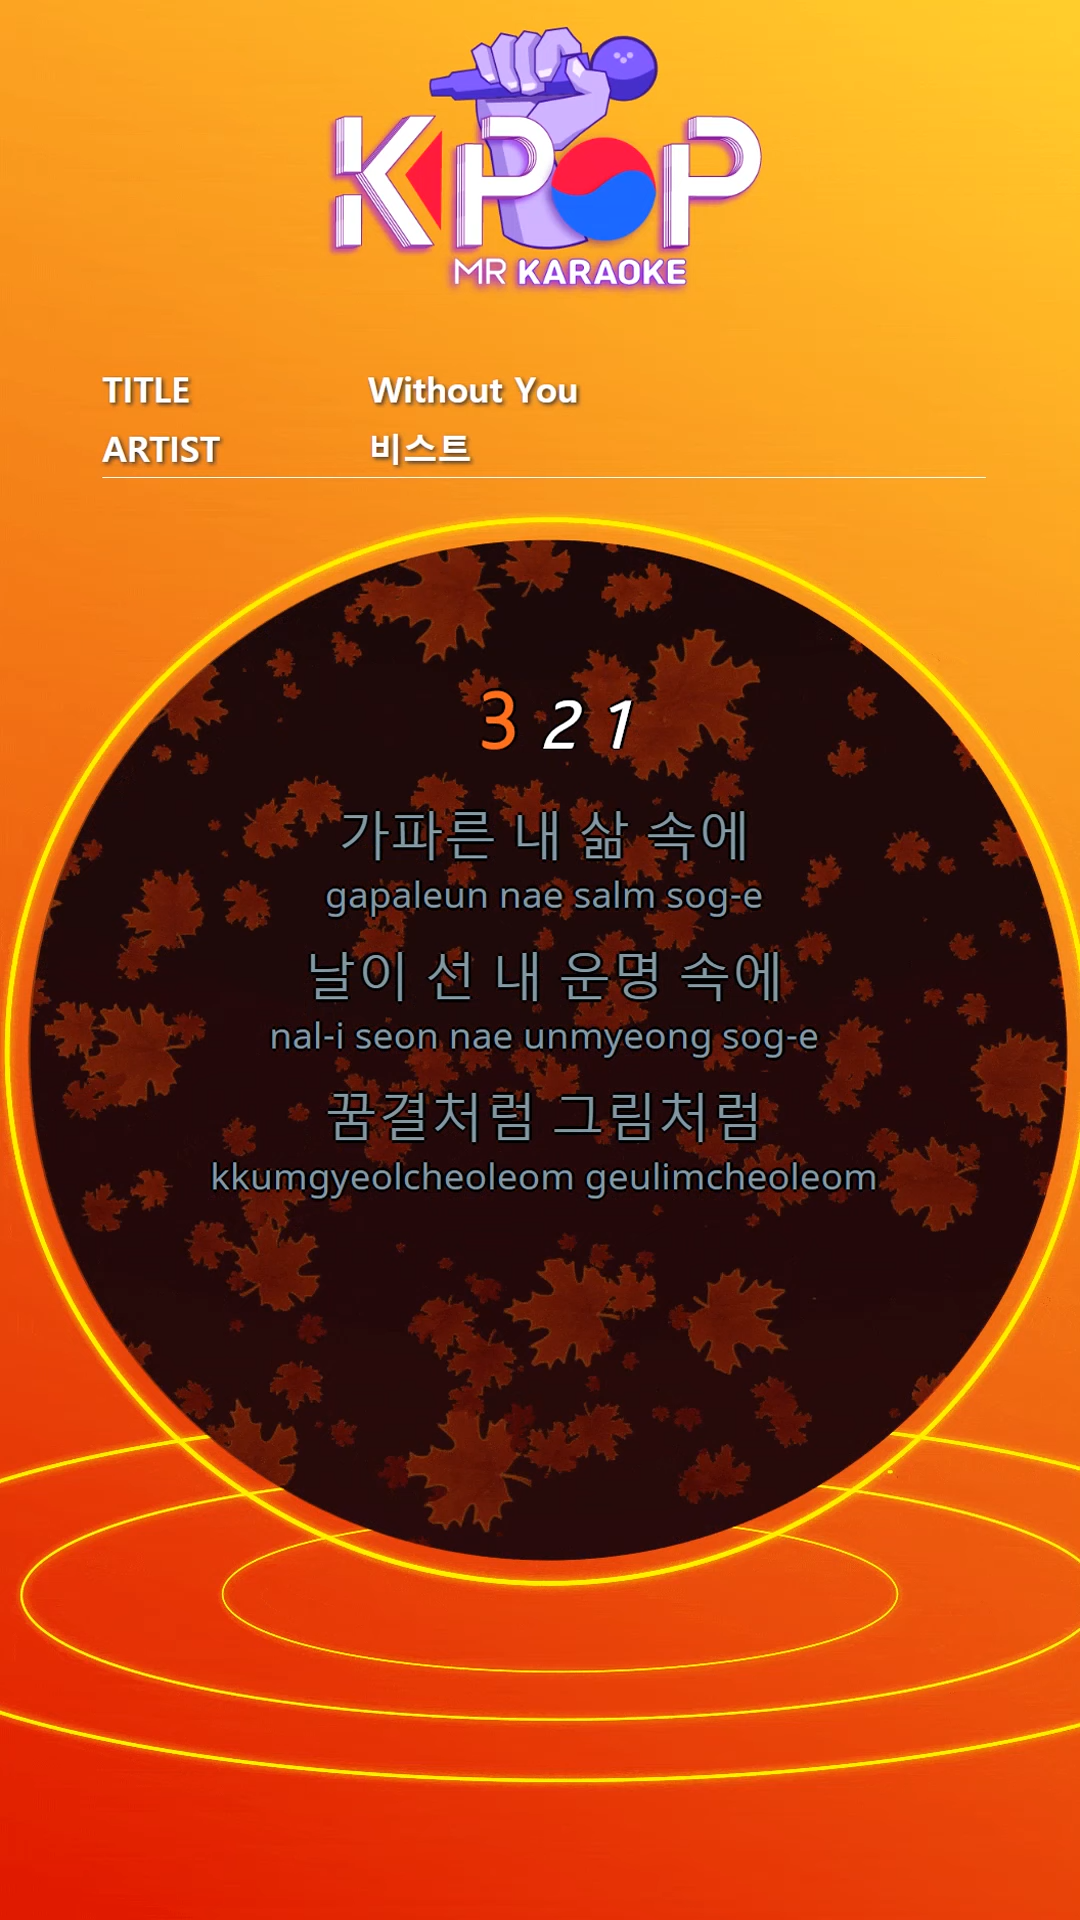 KPOP
MR KARAOKE
TITLE Without You
ARTIST 비스트
3 2 1
가파른 내 삶 속에
gapaleun nae salm sog-e
날이 선 내 운명 속에
nal-i seon nae unmyeong sog-e
꿈결처럼 그림처럼
kkumgyeolcheoleom geulimcheoleom